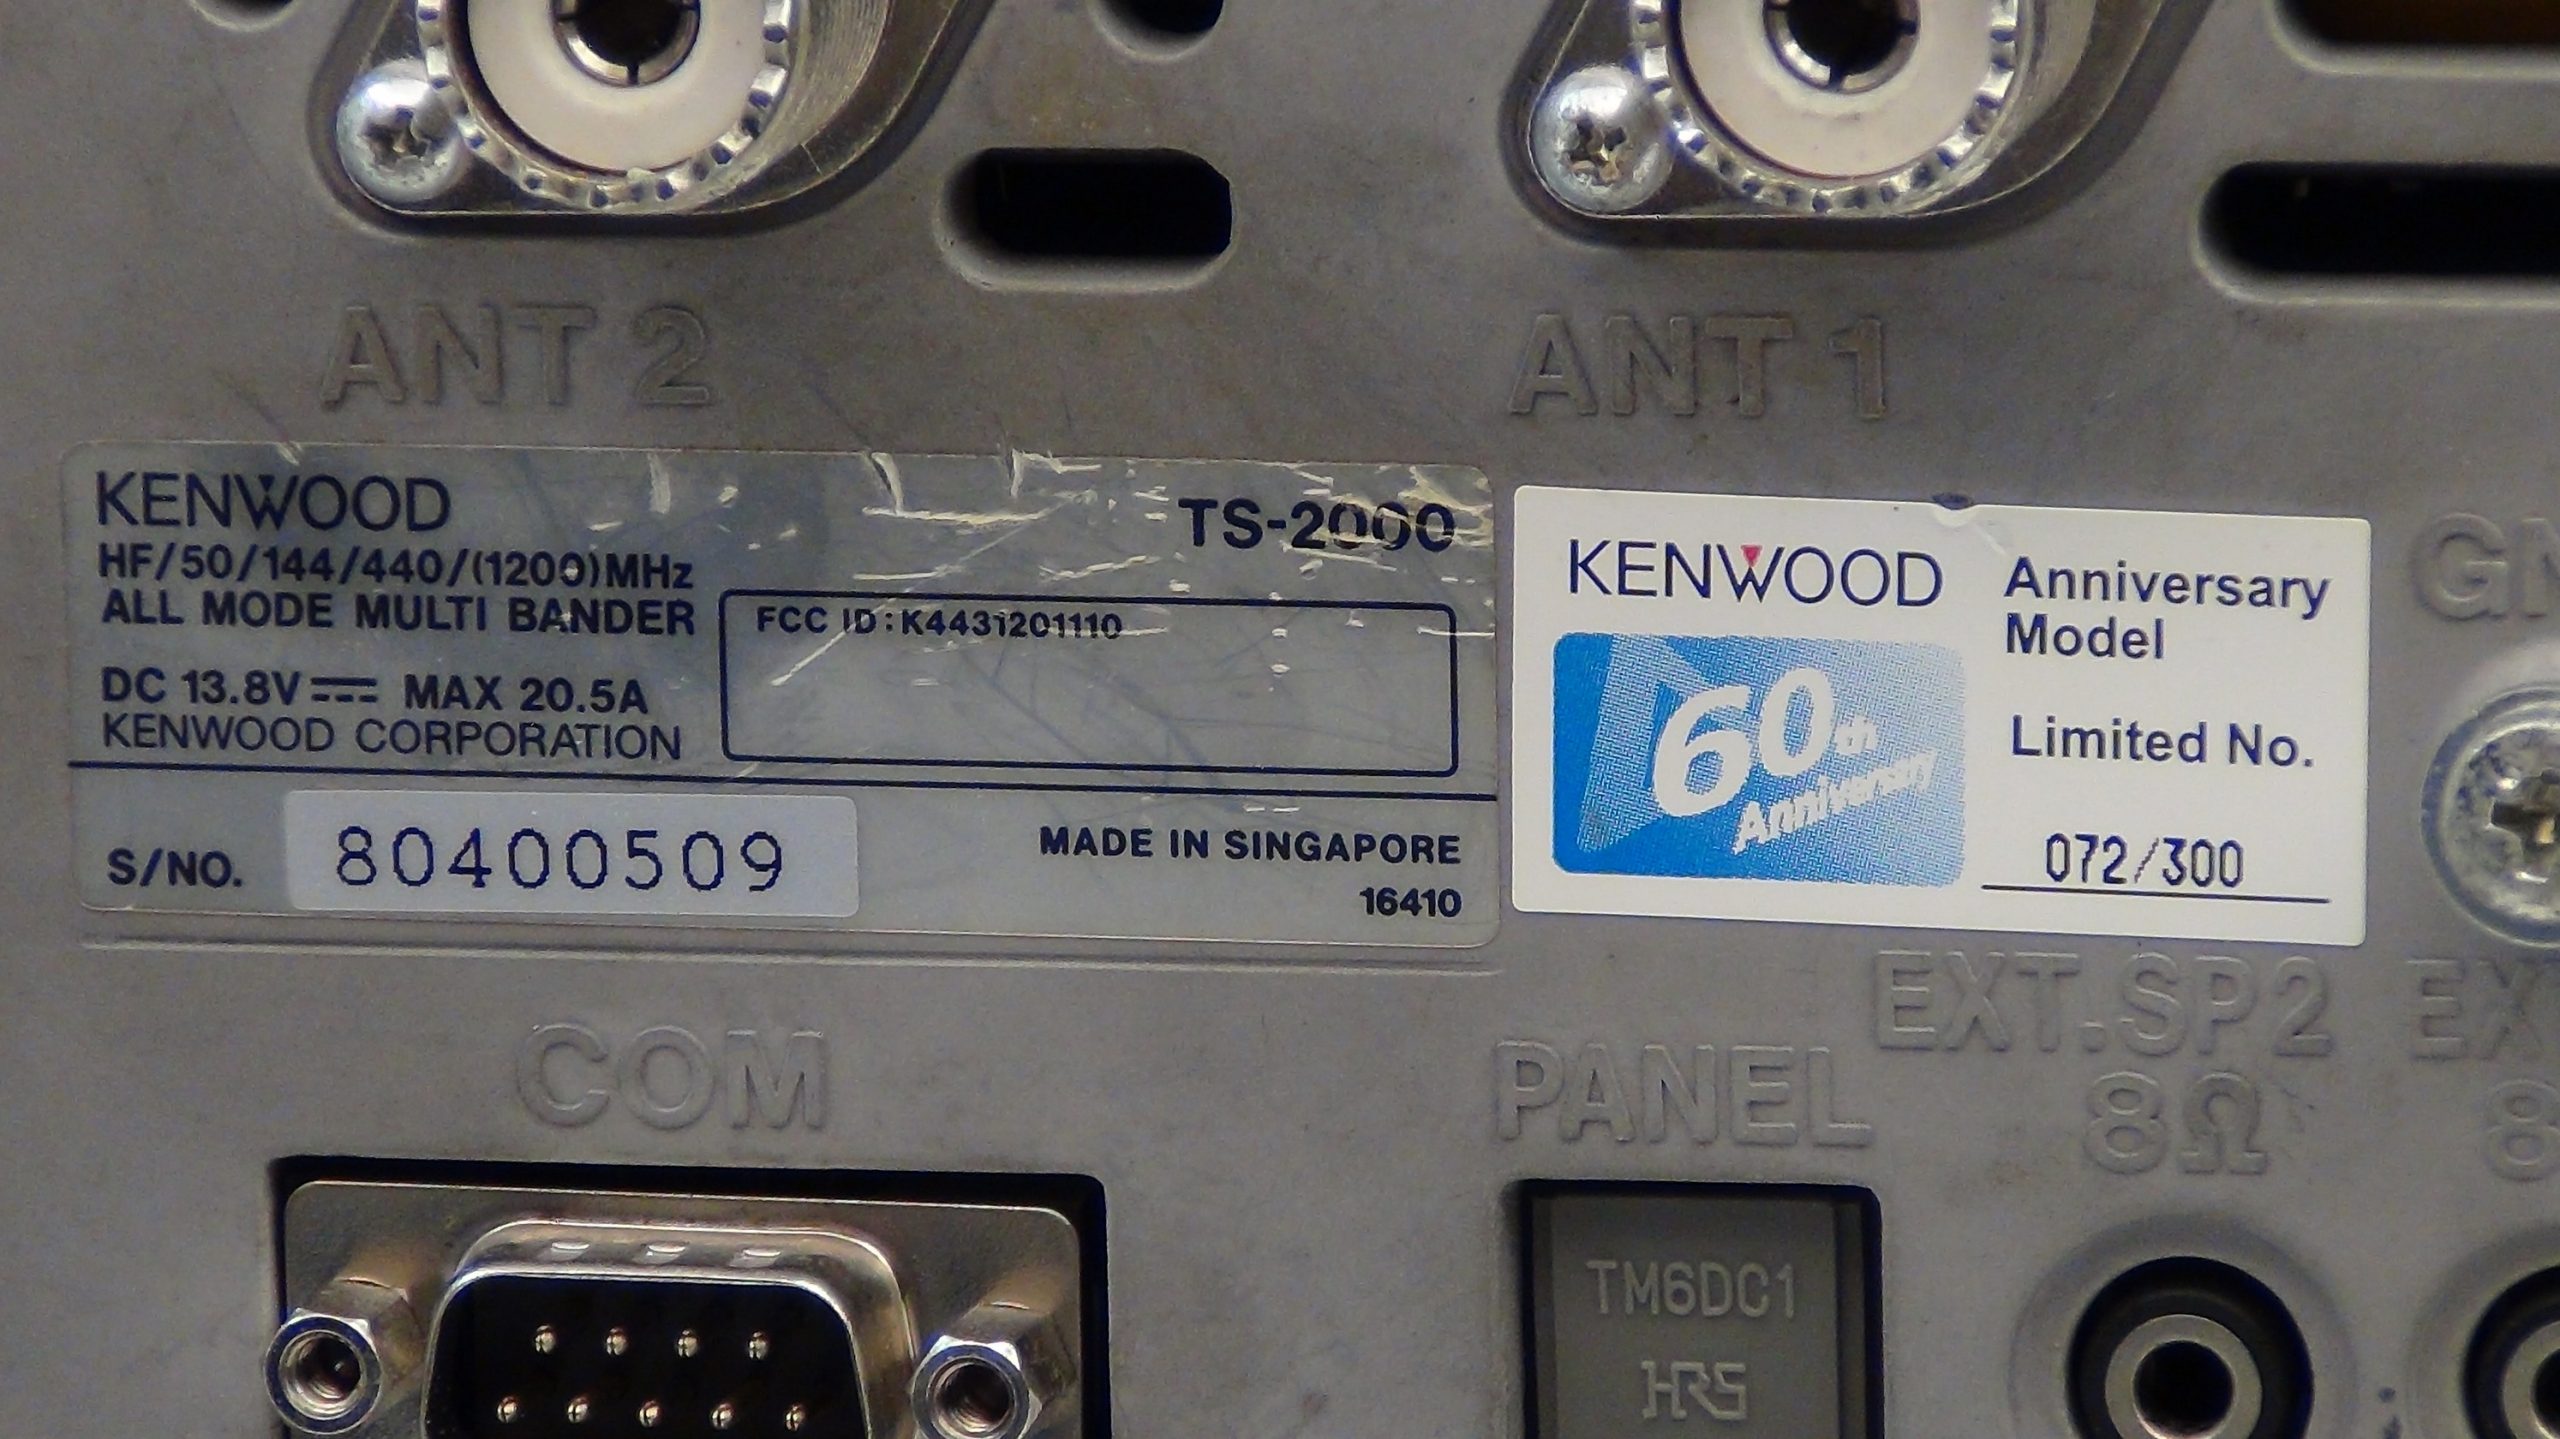 ANT 2
ANT 1
KENWOOD
TS-2000
HF/50/144/440/(1200)MHz
ALL MODE MULTI BANDER
FCC ID:K4431201110
DC 13.8V MAX 20.5A
KENWOOD CORPORATION
S/NO. 80400509
MADE IN SINGAPORE
16410
KENWOOD
60th
Anniversary
Anniversary
Model
Limited No.
072/300
COM
PANEL
EXT.SP2
8Ω
TM6DC1
HRS